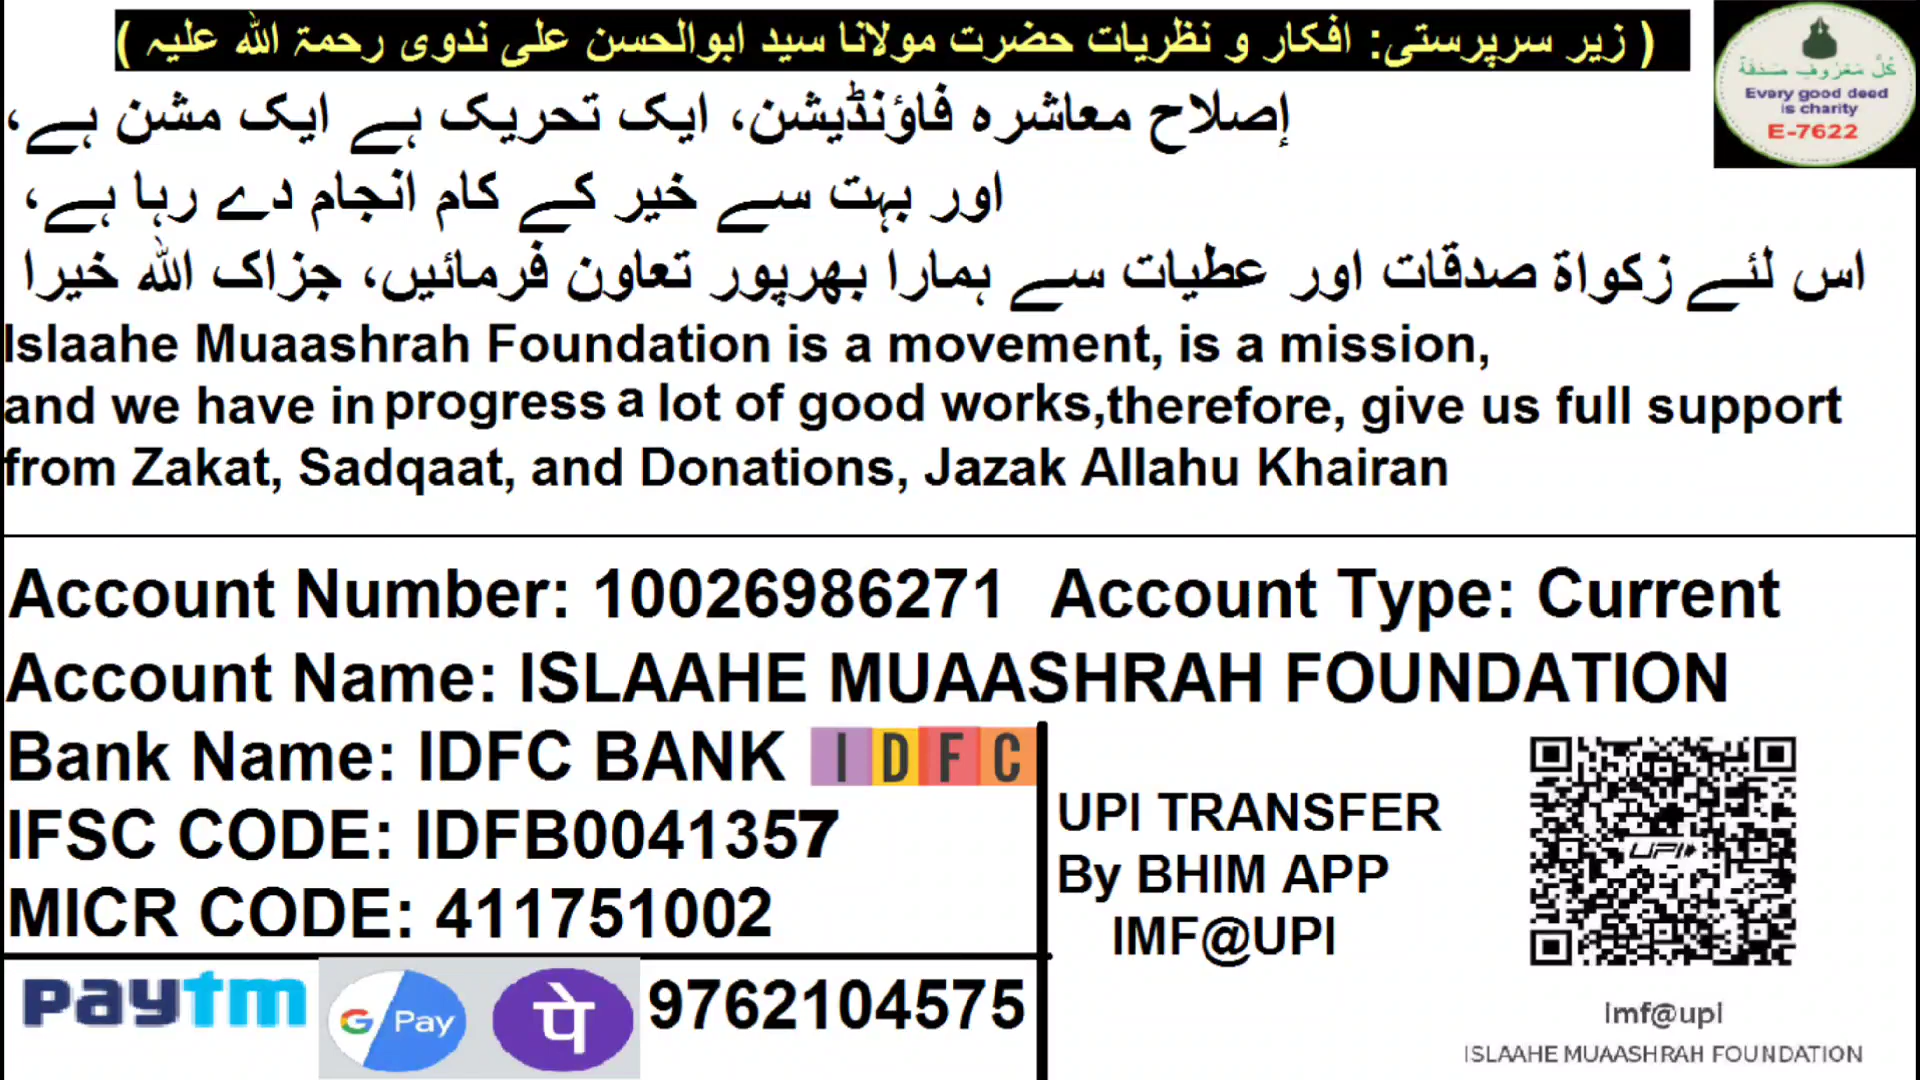 ( زیر سرپرستی: افکار و نظریات حضرت مولانا سید ابوالحسن علی ندوی رحمۃ اللہ علیہ )
كُلُّ مَعْرُوفٍ صَدَقَةٌ
Every good deed
is charity
E-7622
إصلاح معاشرہ فاؤنڈیشن، ایک تحریک ہے ایک مشن ہے،
اور بہت سے خیر کے کام انجام دے رہا ہے،
اس لئے زکواۃ صدقات اور عطیات سے ہمارا بھرپور تعاون فرمائیں، جزاک اللہ خیرا
Islaahe Muaashrah Foundation is a movement, is a mission,
and we have in progress a lot of good works,therefore, give us full support
from Zakat, Sadqaat, and Donations, Jazak Allahu Khairan
Account Number: 10026986271 Account Type: Current
Account Name: ISLAAHE MUAASHRAH FOUNDATION
Bank Name: IDFC BANK IDFC
IFSC CODE: IDFB0041357
MICR CODE: 411751002
UPI TRANSFER
By BHIM APP
IMF@UPI
UPI
imf@upi
ISLAAHE MUAASHRAH FOUNDATION
paytm G Pay पे 9762104575